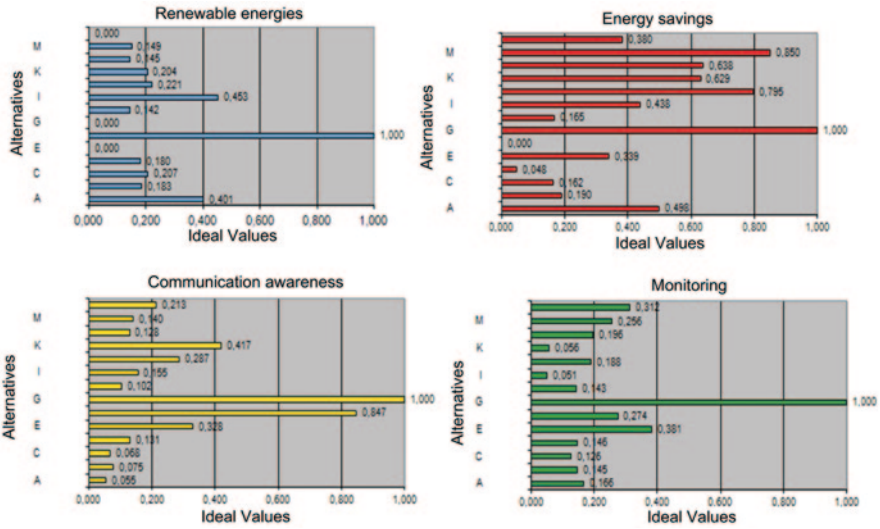 Renewable energies
Alternatives
0,000
M 0,149
0,145
K 0,204
0,221
I 0,453
0,142
G 0,000
1,000
E 0,000
0,180
C 0,207
0,183
A 0,401
0,000 0,200 0,400 0,600 0,800 1,000
Ideal Values
Energy savings
Alternatives
0,380
M 0,850
0,638
K 0,629
0,795
I 0,438
0,165
G 1,000
0,000
E 0,339
0,048
C 0,162
0,190
A 0,498
0,000 0,200 0,400 0,600 0,800 1,000
Ideal Values
Communication awareness
Alternatives
0,213
M 0,140
0,128
K 0,417
0,287
I 0,155
0,102
G 1,000
0,847
E 0,328
0,131
C 0,068
0,075
A 0,055
0,000 0,200 0,400 0,600 0,800 1,000
Ideal Values
Monitoring
Alternatives
0,312
M 0,256
0,196
K 0,056
0,188
I 0,051
0,143
G 1,000
0,274
E 0,381
0,146
C 0,126
0,145
A 0,166
0,000 0,200 0,400 0,600 0,800 1,000
Ideal Values